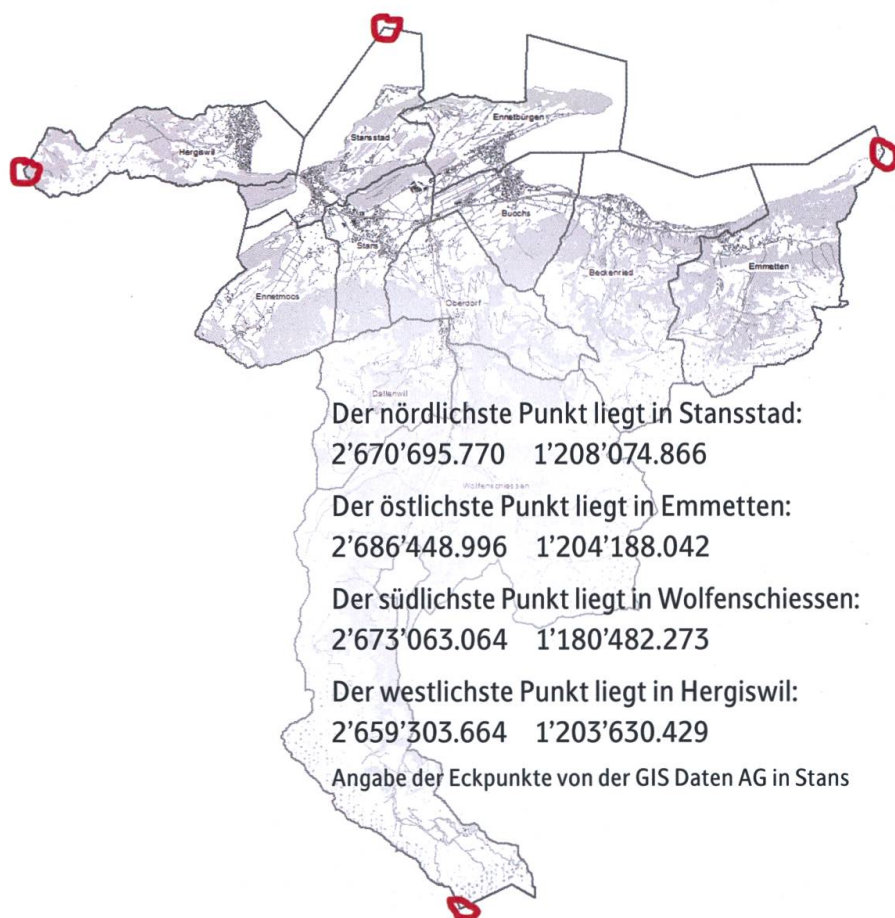 Ennetbürgen
Stansstad
Hergiswil
Buochs
Stans
Beckenried
Emmetten
Ennetmoos
Oberdorf
Dallenwil
Der nördlichste Punkt liegt in Stansstad:
2’670’695.770 1’208’074.866
Wolfenschiessen
Der östlichste Punkt liegt in Emmetten:
2’686’448.996 1’204’188.042
Der südlichste Punkt liegt in Wolfenschiessen:
2’673’063.064 1’180’482.273
Der westlichste Punkt liegt in Hergiswil:
2’659’303.664 1’203’630.429
Angabe der Eckpunkte von der GIS Daten AG in Stans